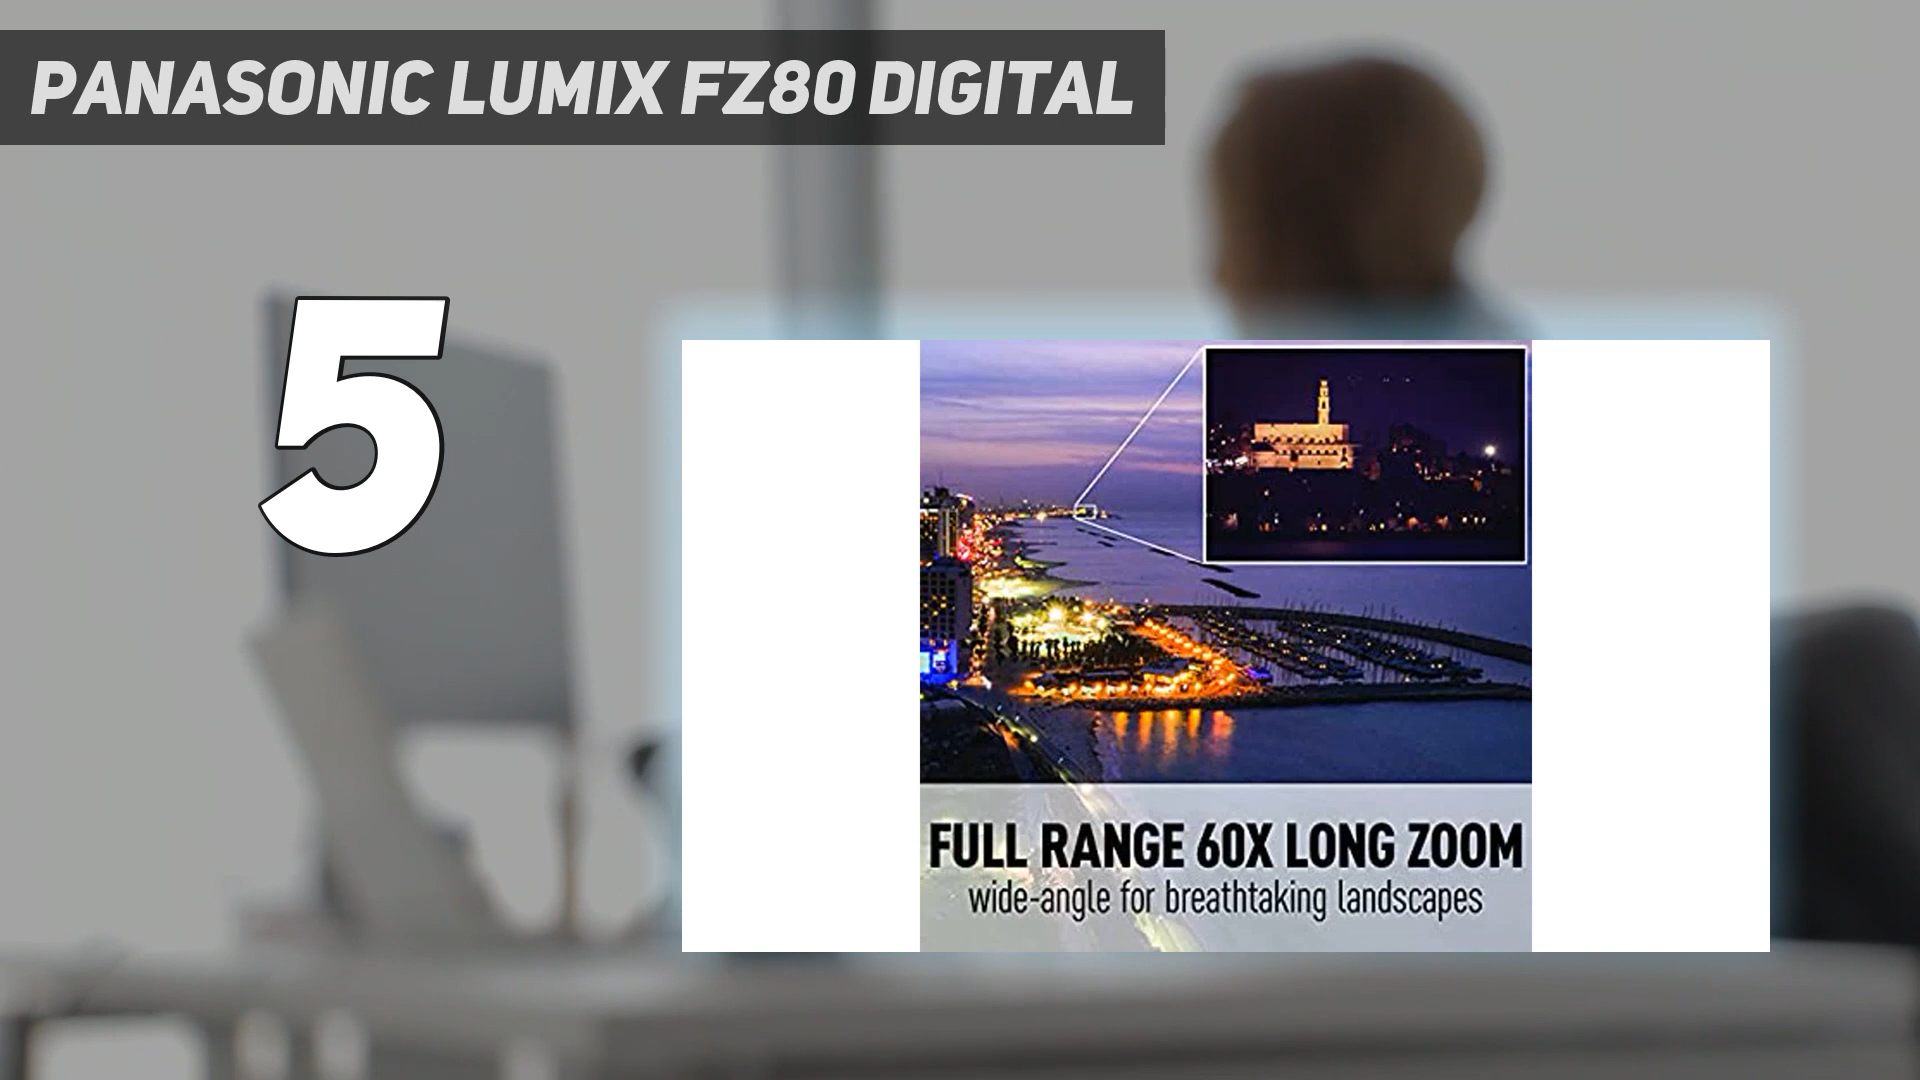 PANASONIC LUMIX FZ80 DIGITAL
5
FULL RANGE 60X LONG ZOOM
wide-angle for breathtaking landscapes